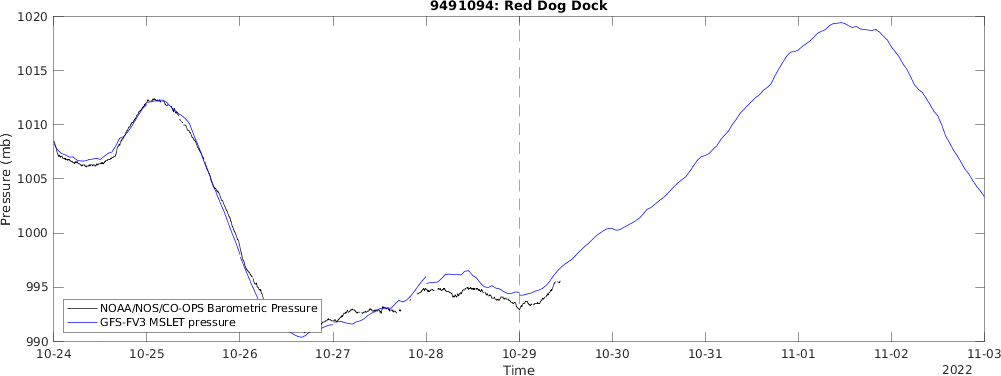 9491094: Red Dog Dock
1020
1015
1010
1005
1000
995
990
Pressure (mb)
NOAA/NOS/CO-OPS Barometric Pressure
GFS-FV3 MSLET pressure
10-24 10-25 10-26 10-27 10-28 10-29 10-30 10-31 11-01 11-02 11-03
Time
2022